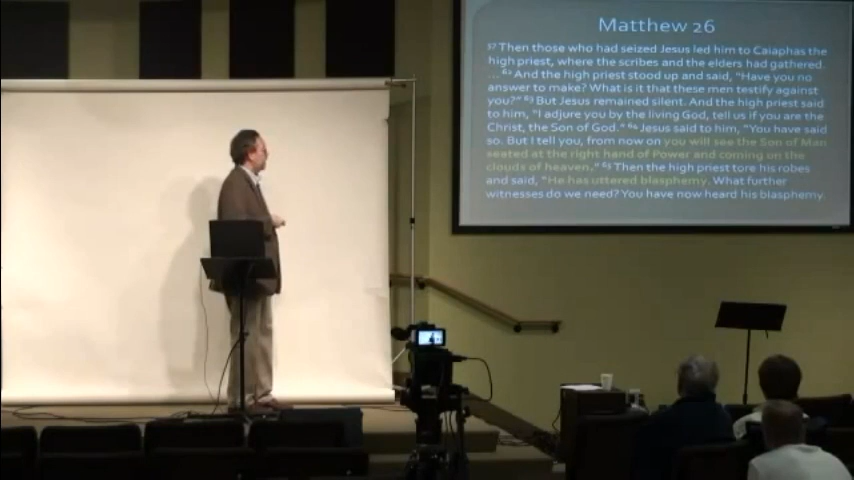 Matthew 26
57 Then those who had seized Jesus led him to Caiaphas the
high priest, where the scribes and the elders had gathered.
... 62 And the high priest stood up and said, "Have you no
answer to make? What is it that these men testify against
you?" 63 But Jesus remained silent. And the high priest said
to him, "I adjure you by the living God, tell us if you are the
Christ, the Son of God." 64 Jesus said to him, "You have said
so. But I tell you, from now on you will see the Son of Man
seated at the right hand of Power and coming on the
clouds of heaven." 65 Then the high priest tore his robes
and said, "He has uttered blasphemy. What further
witnesses do we need? You have now heard his blasphemy.